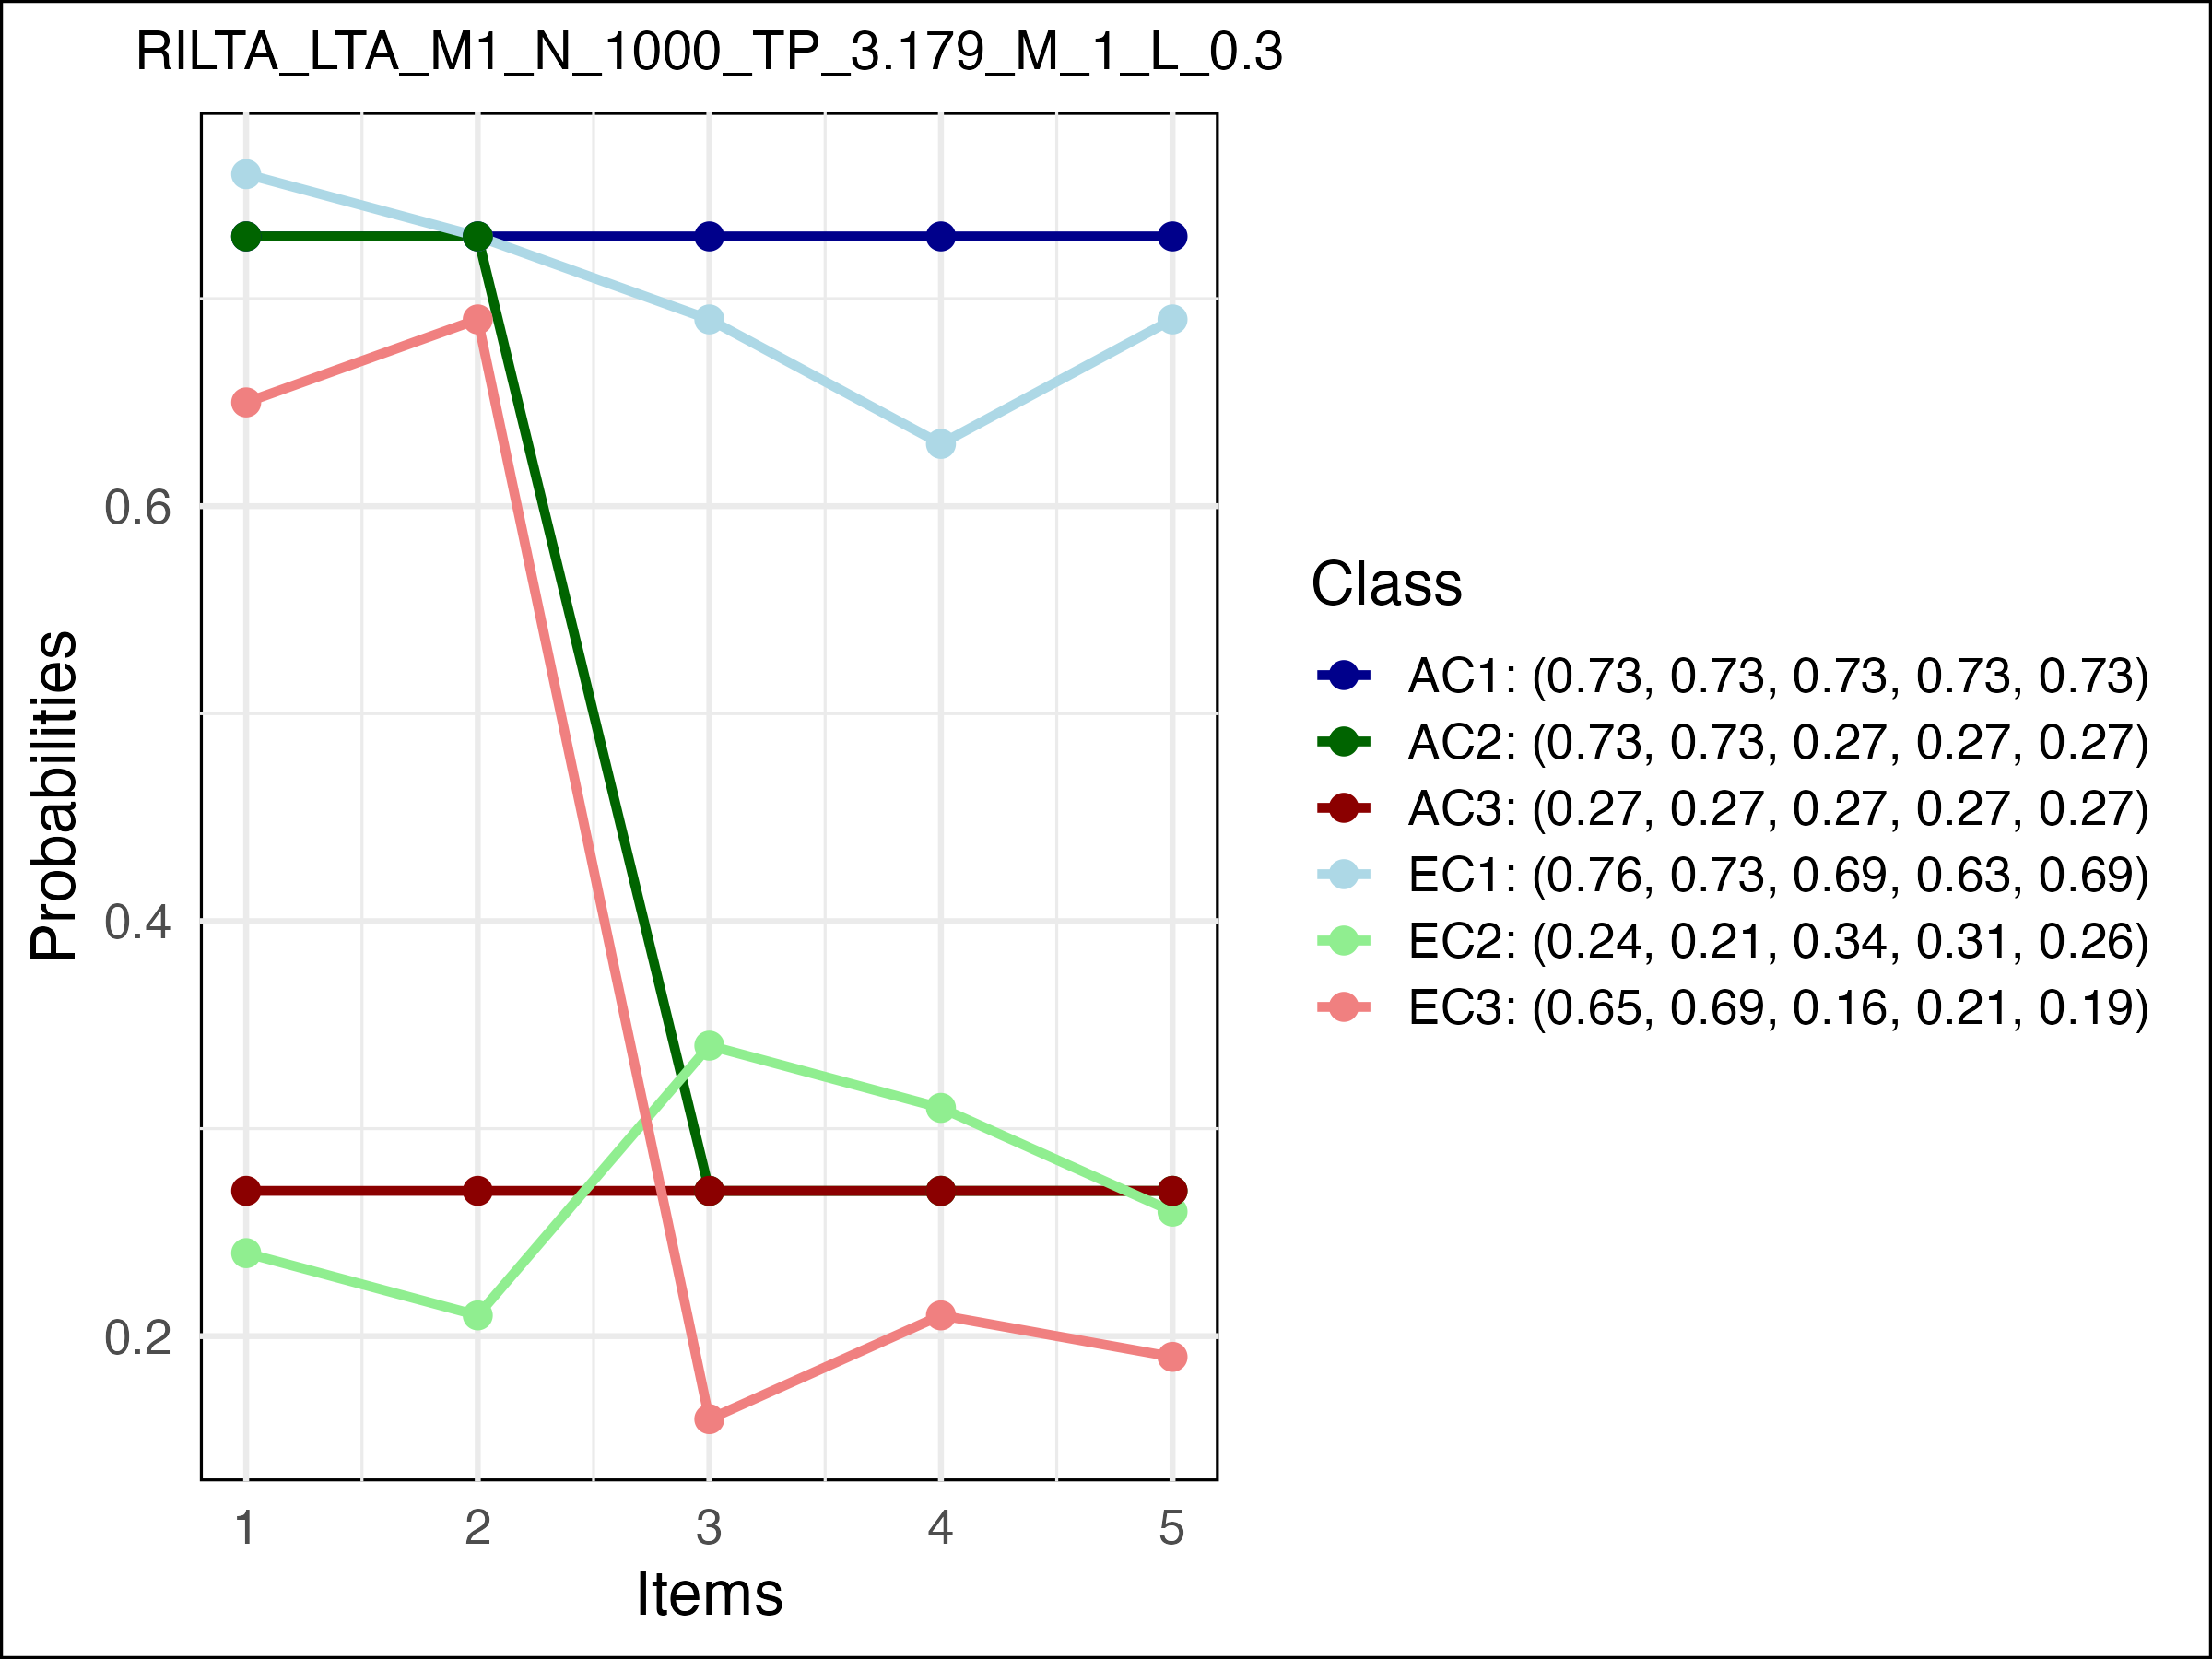 RILTA_LTA_M1_N_1000_TP_3.179_M_1_L_0.3
Probabilities
0.6
0.4
0.2
1 2 3 4 5
Items
Class
AC1: (0.73, 0.73, 0.73, 0.73, 0.73)
AC2: (0.73, 0.73, 0.27, 0.27, 0.27)
AC3: (0.27, 0.27, 0.27, 0.27, 0.27)
EC1: (0.76, 0.73, 0.69, 0.63, 0.69)
EC2: (0.24, 0.21, 0.34, 0.31, 0.26)
EC3: (0.65, 0.69, 0.16, 0.21, 0.19)